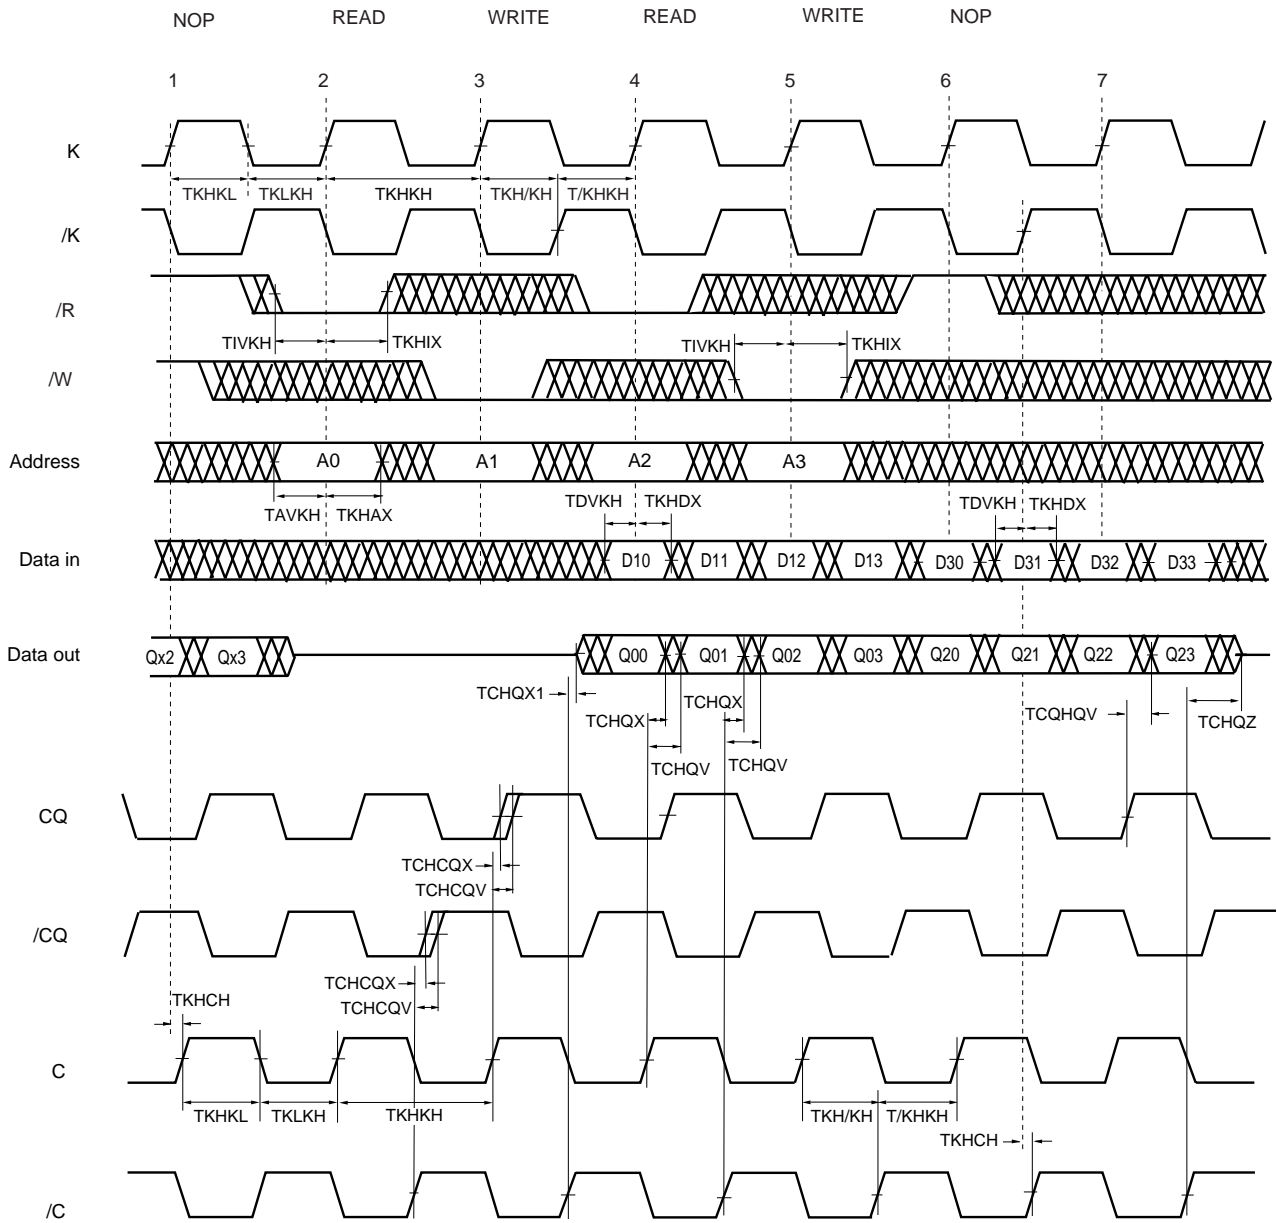 NOP READ WRITE READ WRITE NOP
1 2 3 4 5 6 7
K
TKHKL TKLKH TKHKH TKH/KH T/KHKH
/K
/R
TIVKH TKHIX TIVKH TKHIX
/W
Address A0 A1 A2 A3
TAVKH TKHAX TDVKH TKHDX TDVKH TKHDX
Data in D10 D11 D12 D13 D30 D31 D32 D33
Data out Qx2 Qx3 Q00 Q01 Q02 Q03 Q20 Q21 Q22 Q23
TCHQX1 TCHQX TCHQX TCQHQV TCHQZ
TCHQV TCHQV
CQ
TCHCQX
TCHCQV
/CQ
TCHCQX
TCHCQV
TKHCH
C
TKHKL TKLKH TKHKH TKH/KH T/KHKH
TKHCH
/C